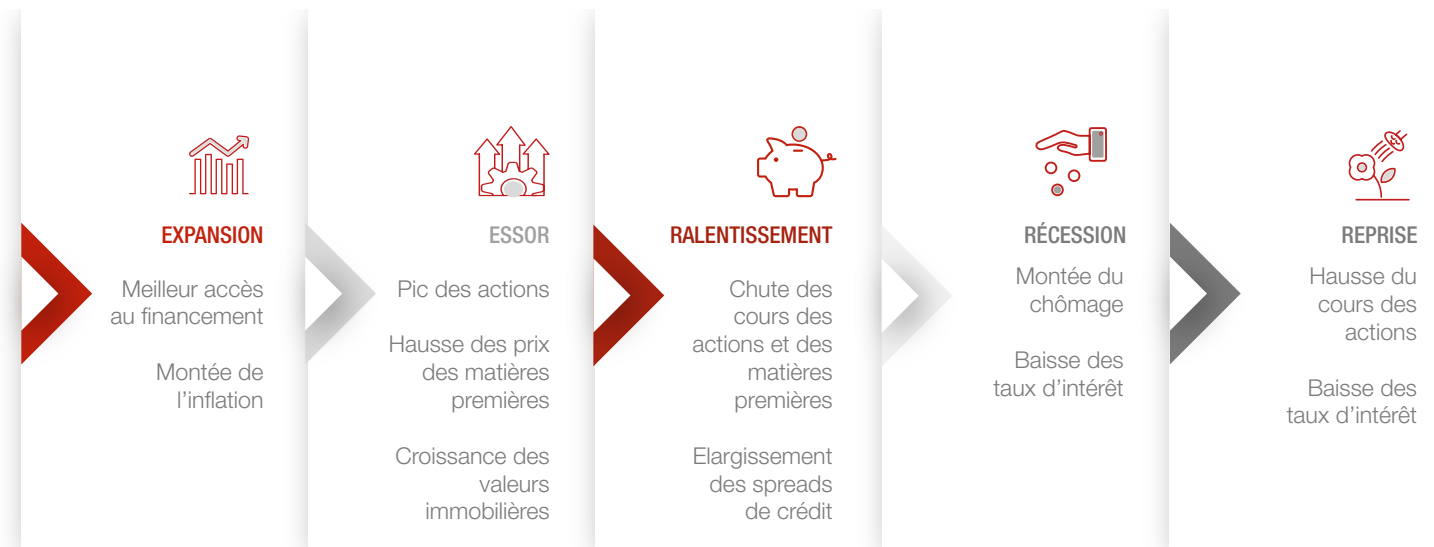 EXPANSION
Meilleur accès
au financement
Montée de
l’inflation
ESSOR
Pic des actions
Hausse des prix
des matières
premières
Croissance des
valeurs
immobilières
RALENTISSEMENT
Chute des
cours des
actions et des
matières
premières
Elargissement
des spreads
de crédit
RÉCESSION
Montée du
chômage
Baisse des
taux d’intérêt
REPRISE
Hausse du
cours des
actions
Baisse des
taux d’intérêt